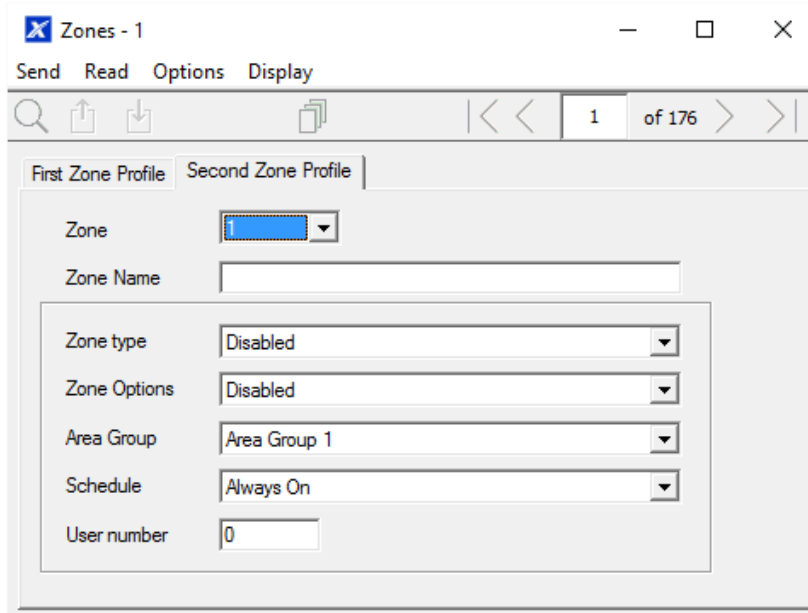 Zones - 1
Send Read Options Display
1 of 176
First Zone Profile Second Zone Profile
Zone 1
Zone Name
Zone type Disabled
Zone Options Disabled
Area Group Area Group 1
Schedule Always On
User number 0